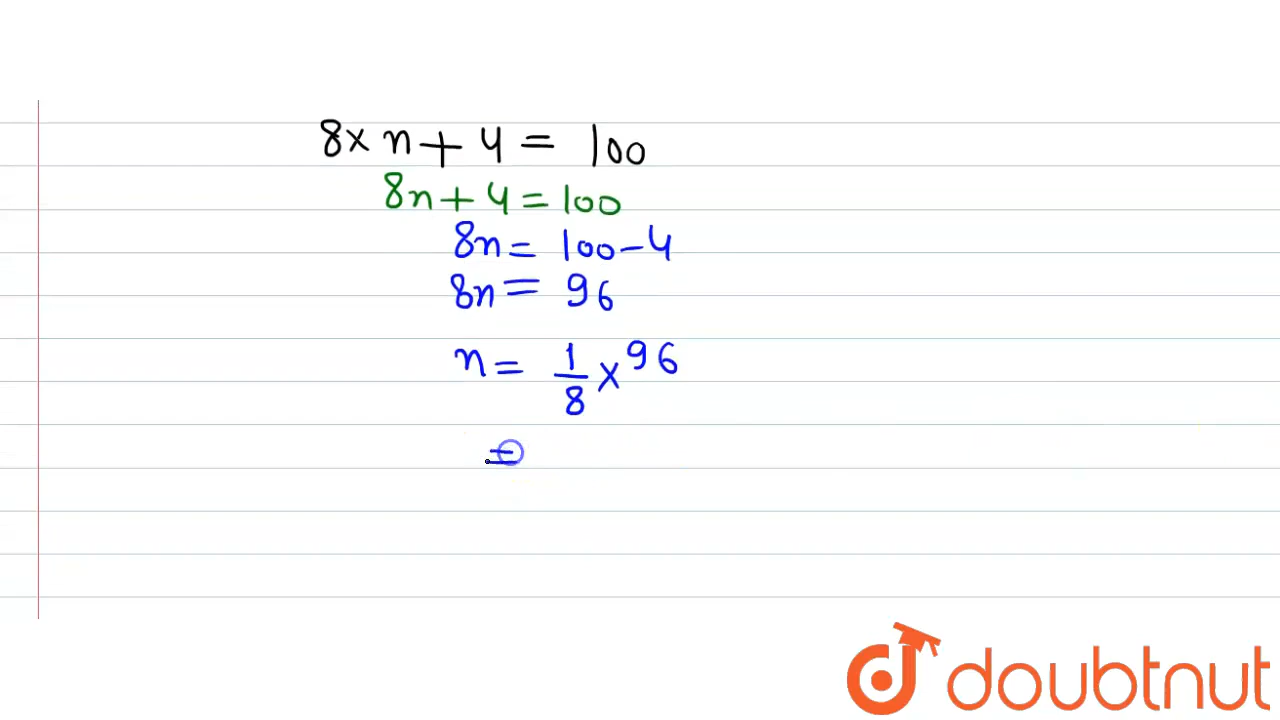 8× n + 4 = 100
8n + 4 = 100
8n = 100 - 4
8n = 96
n = 1/8 × 96
=
doubtnut